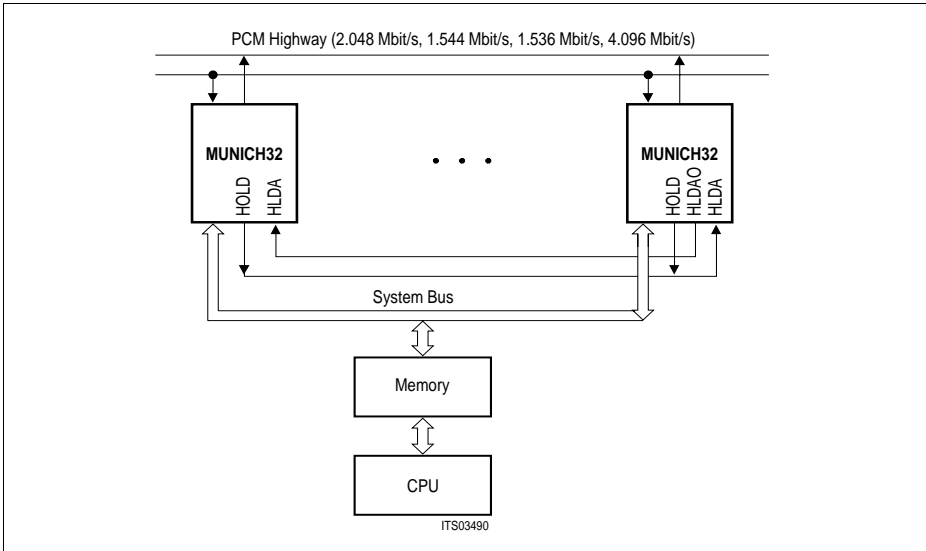 PCM Highway (2.048 Mbit/s, 1.544 Mbit/s, 1.536 Mbit/s, 4.096 Mbit/s)
MUNICH32
HOLD
HLDA
MUNICH32
HOLD
HLDAO
HLDA
System Bus
Memory
CPU
ITS03490